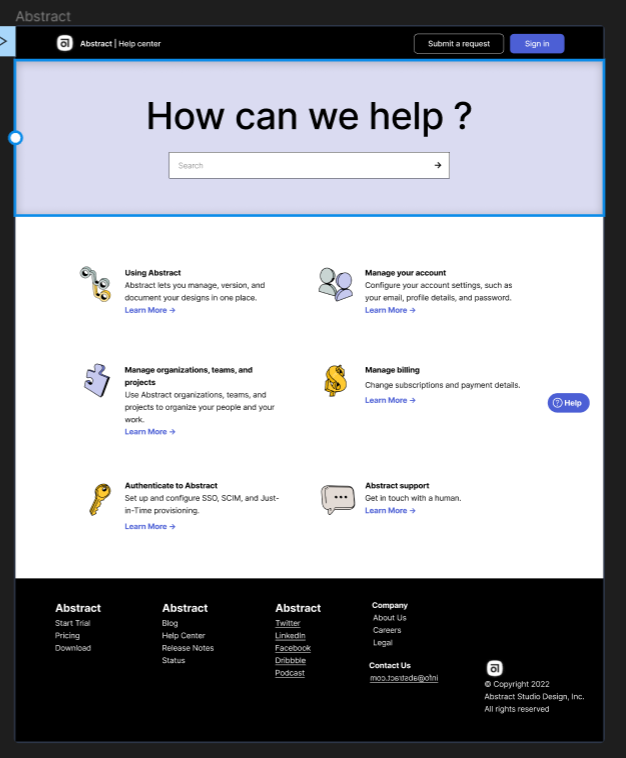 Abstract
Abstract | Help center
Submit a request
Sign in
How can we help ?
Search →
Using Abstract
Abstract lets you manage, version, and
document your designs in one place.
Learn More →
Manage your account
Configure your account settings, such as
your email, profile details, and password.
Learn More →
Manage organizations, teams, and
projects
Use Abstract organizations, teams, and
projects to organize your people and your
work.
Learn More →
Manage billing
Change subscriptions and payment details.
Learn More →
Help
Authenticate to Abstract
Set up and configure SSO, SCIM, and Just-
in-Time provisioning.
Learn More →
Abstract support
Get in touch with a human.
Learn More →
Abstract
Start Trial
Pricing
Download
Abstract
Blog
Help Center
Release Notes
Status
Abstract
Twitter
LinkedIn
Facebook
Dribbble
Podcast
Company
About Us
Careers
Legal
Contact Us
© Copyright 2022
Abstract Studio Design, Inc.
All rights reserved